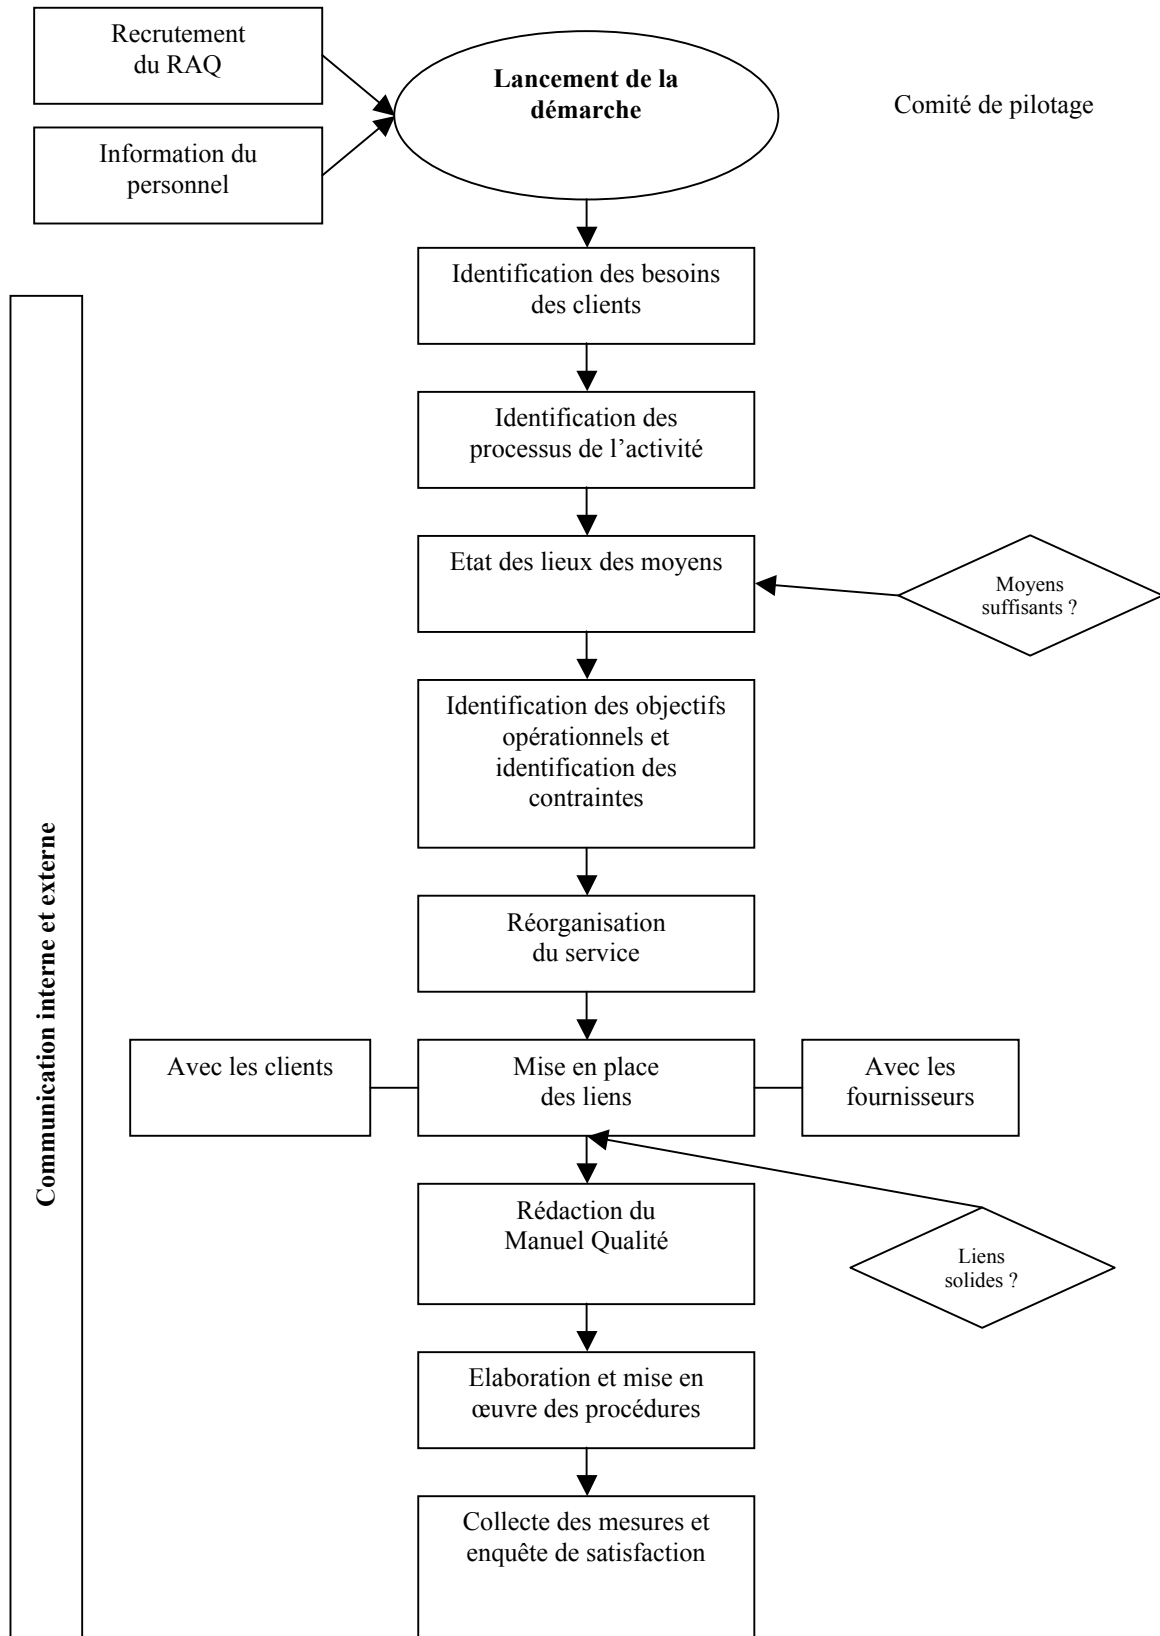 Recrutement
du RAQ
Lancement de la
démarche
Comité de pilotage
Information du
personnel
Identification des besoins
des clients
Identification des
processus de l’activité
Etat des lieux des moyens
Moyens
suffisants ?
Identification des objectifs
opérationnels et
identification des
contraintes
Communication interne et externe
Réorganisation
du service
Avec les clients
Mise en place
des liens
Avec les
fournisseurs
Rédaction du
Manuel Qualité
Liens
solides ?
Elaboration et mise en
œuvre des procédures
Collecte des mesures et
enquête de satisfaction